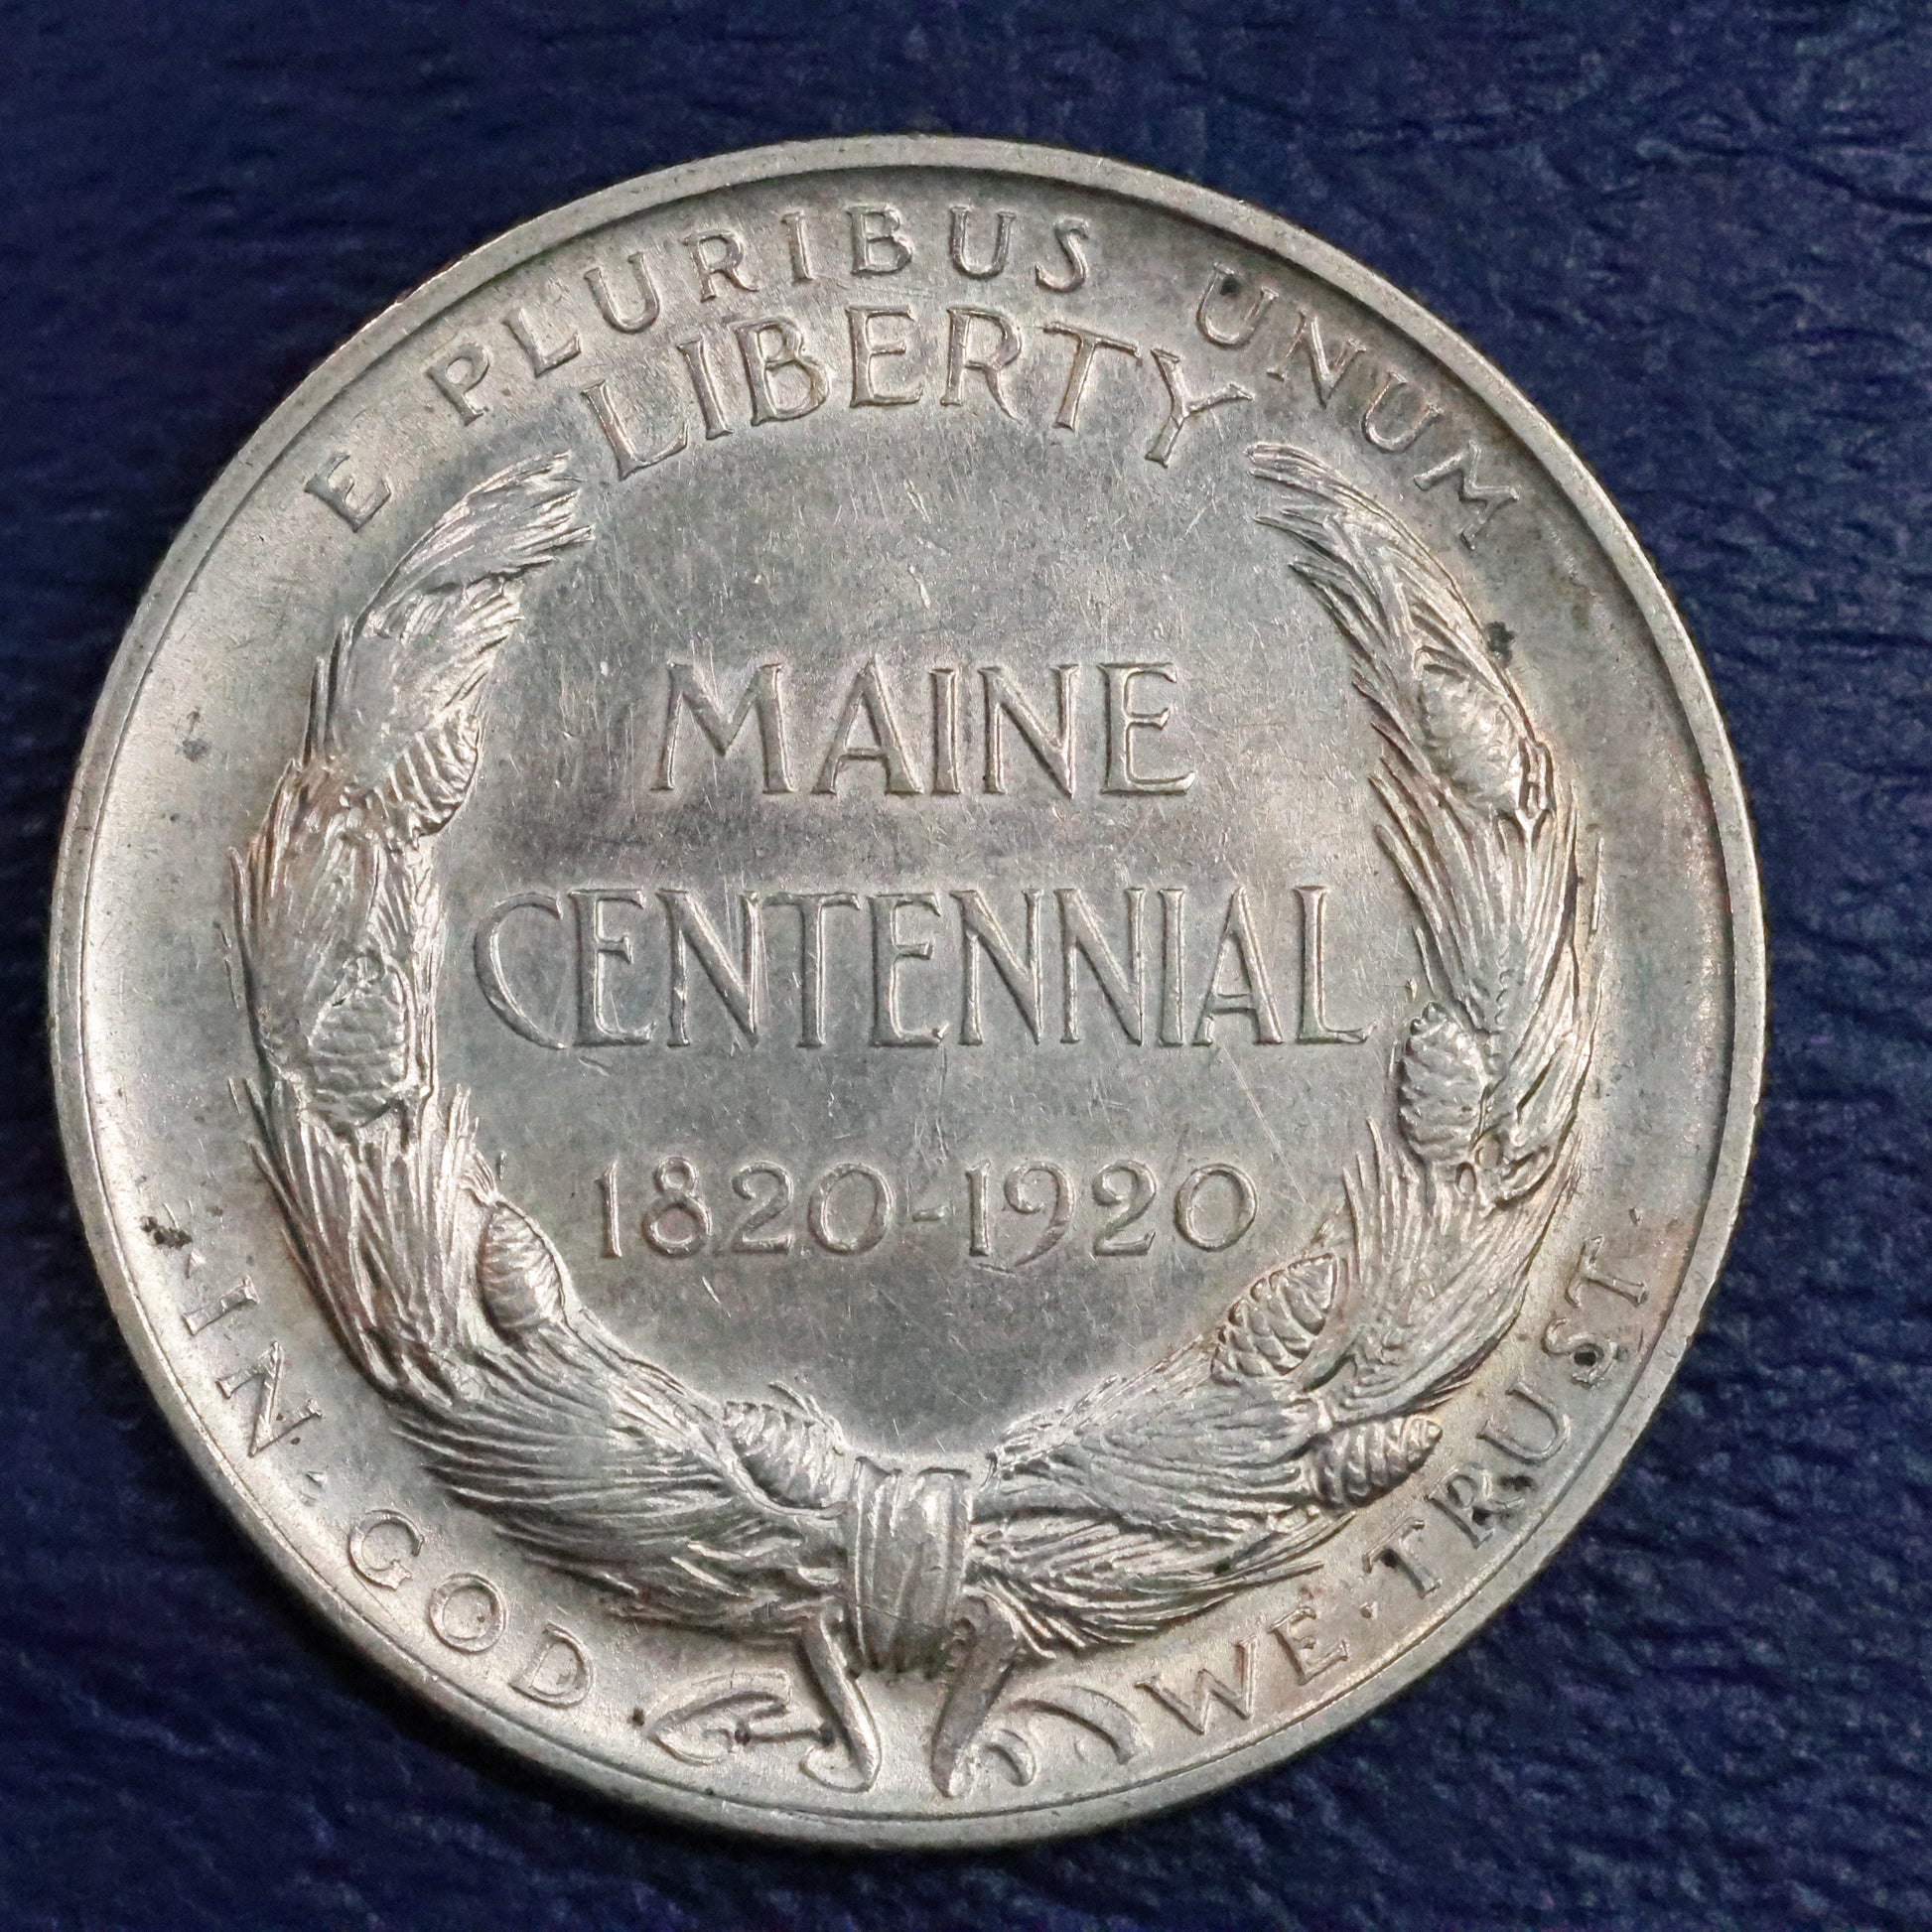 E PLURIBUS UNUM
LIBERTY
MAINE
CENTENNIAL
1820-1920
·IN·GOD·WE·TRUST·